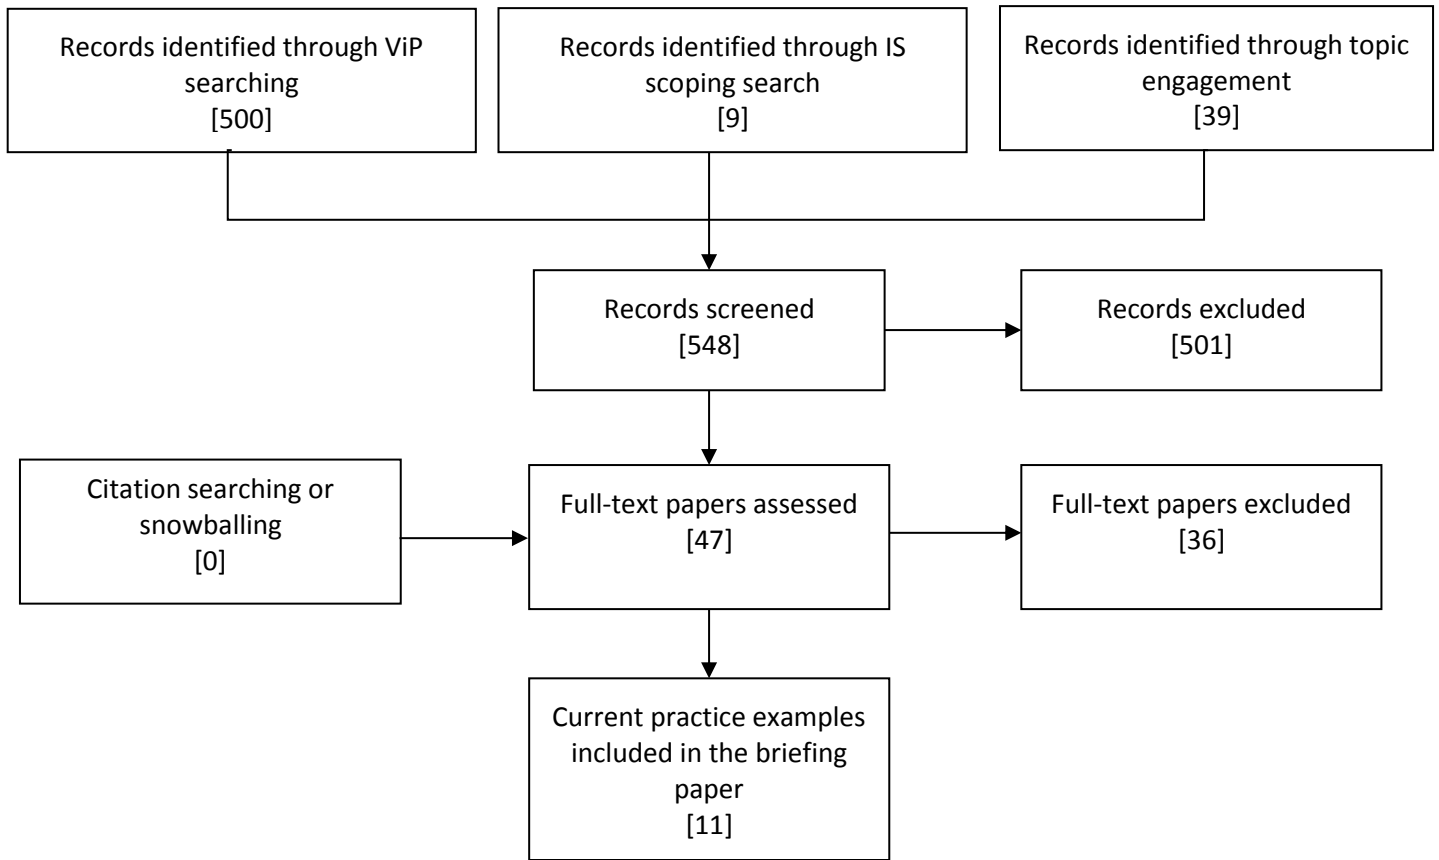 Records identified through ViP
searching
[500]
Records identified through IS
scoping search
[9]
Records identified through topic
engagement
[39]
Records screened
[548]
Records excluded
[501]
Citation searching or
snowballing
[0]
Full-text papers assessed
[47]
Full-text papers excluded
[36]
Current practice examples
included in the briefing
paper
[11]